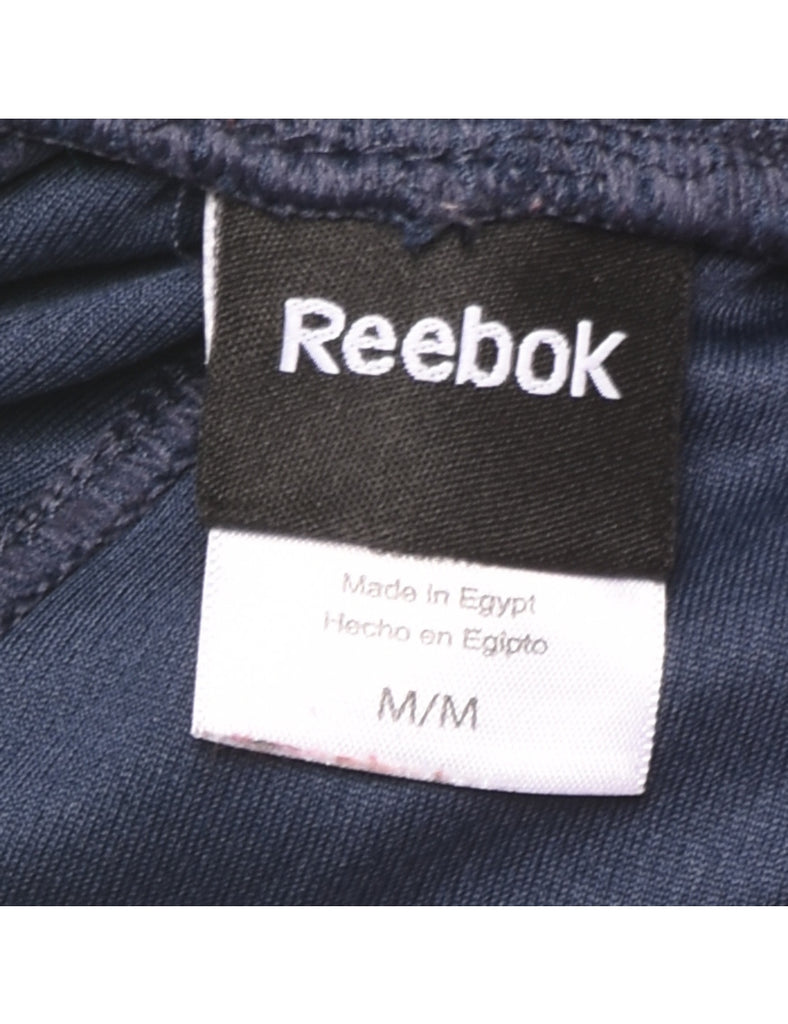 Reebok
Made in Egypt
Hecho en Egipto
M/M